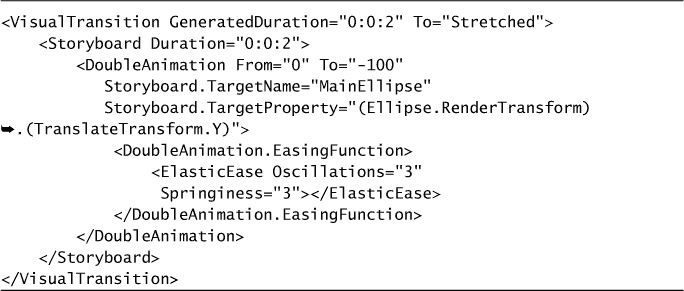 <VisualTransition GeneratedDuration="0:0:2" To="Stretched">
    <Storyboard Duration="0:0:2">
        <DoubleAnimation From="0" To="-100"
           Storyboard.TargetName="MainEllipse"
           Storyboard.TargetProperty="(Ellipse.RenderTransform)
➥.(TranslateTransform.Y)">
            <DoubleAnimation.EasingFunction>
                <ElasticEase Oscillations="3"
                 Springiness="3"></ElasticEase>
            </DoubleAnimation.EasingFunction>
        </DoubleAnimation>
    </Storyboard>
</VisualTransition>